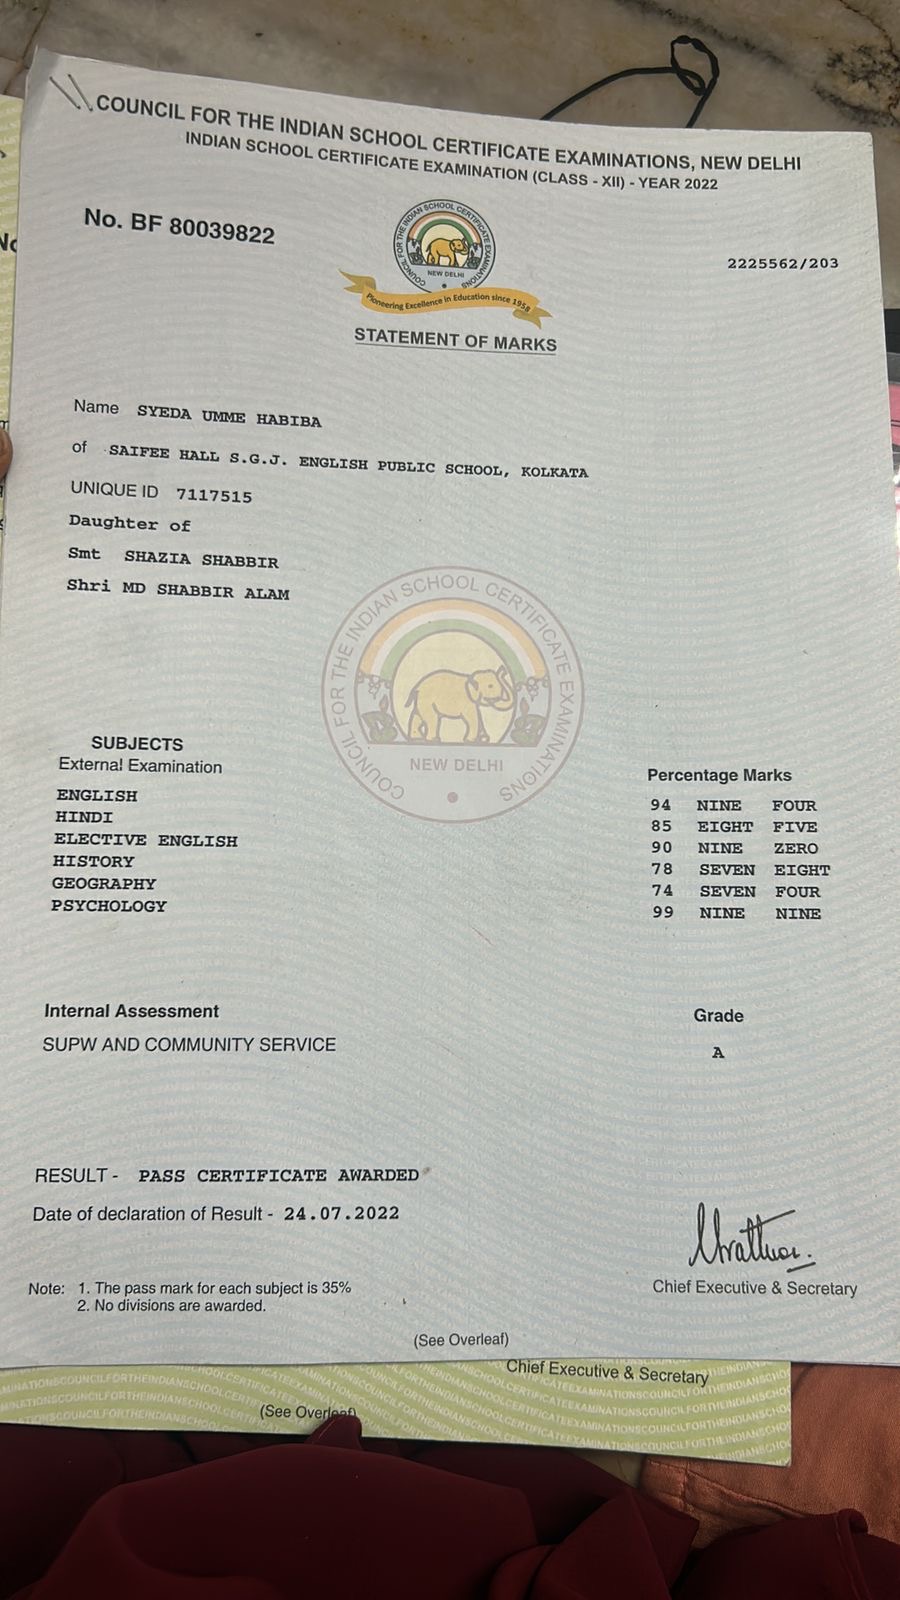 COUNCIL FOR THE INDIAN SCHOOL CERTIFICATE EXAMINATIONS, NEW DELHI
INDIAN SCHOOL CERTIFICATE EXAMINATION (CLASS - XII) - YEAR 2022
No. BF 80039822
COUNCIL FOR THE INDIAN SCHOOL CERTIFICATE EXAMINATIONS
NEW DELHI
2225562/203
Pioneering Excellence in Education since 1958
STATEMENT OF MARKS
Name SYEDA UMME HABIBA
of SAIFEE HALL S.G.J. ENGLISH PUBLIC SCHOOL, KOLKATA
UNIQUE ID 7117515
Daughter of
Smt SHAZIA SHABBIR
Shri MD SHABBIR ALAM
COUNCIL FOR THE INDIAN SCHOOL CERTIFICATE EXAMINATIONS
NEW DELHI
SUBJECTS
External Examination Percentage Marks
ENGLISH 94 NINE FOUR
HINDI 85 EIGHT FIVE
ELECTIVE ENGLISH 90 NINE ZERO
HISTORY 78 SEVEN EIGHT
GEOGRAPHY 74 SEVEN FOUR
PSYCHOLOGY 99 NINE NINE
Internal Assessment Grade
SUPW AND COMMUNITY SERVICE A
RESULT - PASS CERTIFICATE AWARDED
Date of declaration of Result - 24.07.2022
Chief Executive & Secretary
Note: 1. The pass mark for each subject is 35%
2. No divisions are awarded.
(See Overleaf)
Chief Executive & Secretary
(See Overleaf)